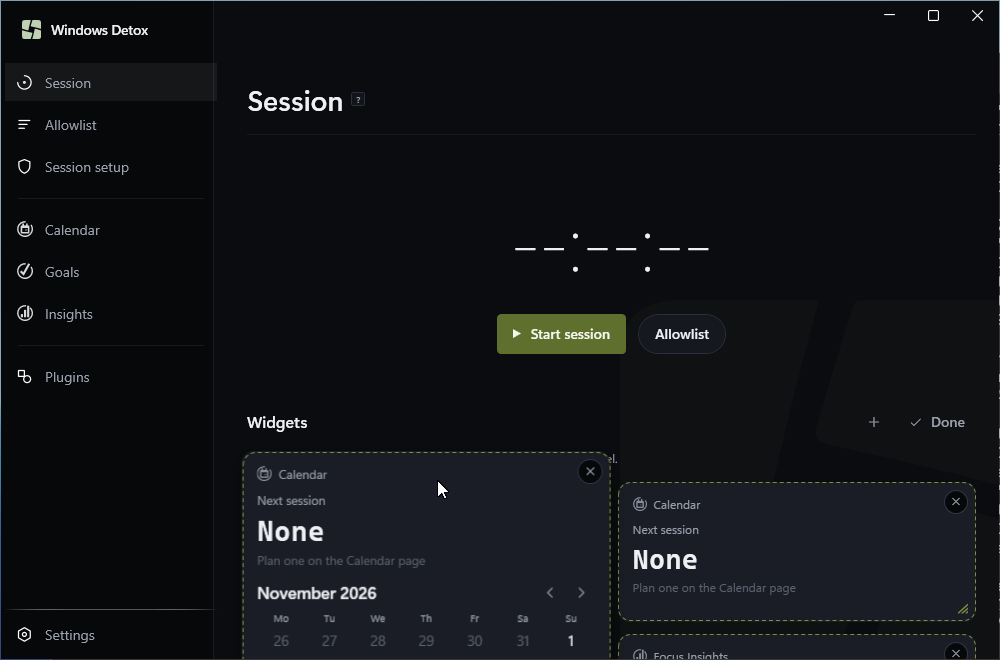 Windows Detox
Session
Allowlist
Session setup
Calendar
Goals
Insights
Plugins
Settings
Session ?
--:--:--
Start session
Allowlist
Widgets
+ Done
el.
Calendar
Next session
None
Plan one on the Calendar page
November 2026
Mo Tu We Th Fr Sa Su
26 27 28 29 30 31 1
Calendar
Next session
None
Plan one on the Calendar page
Focus Insights